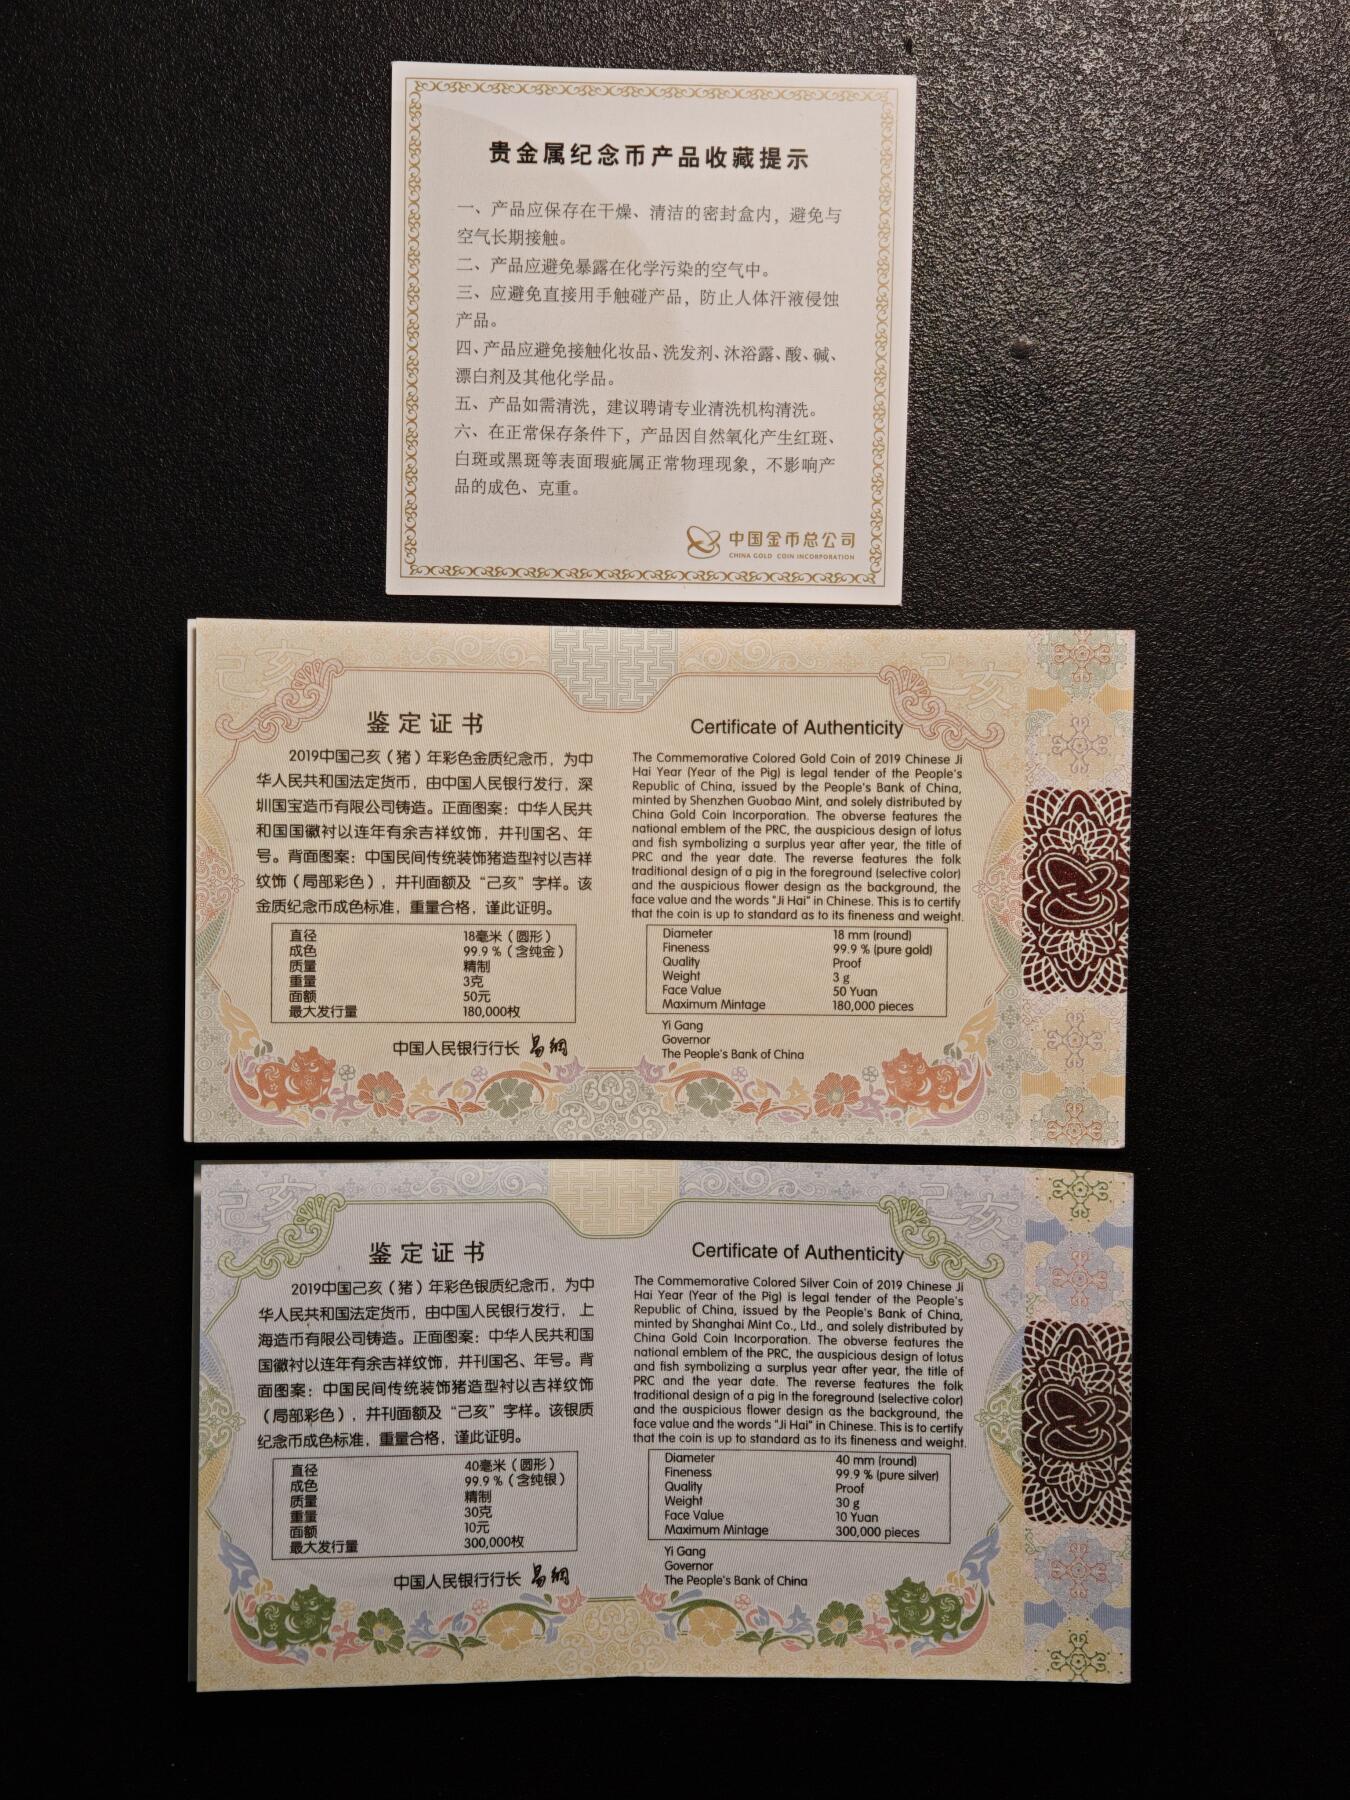 贵金属纪念币产品收藏提示
一、产品应保存在干燥、清洁的密封盒内，避免与
空气长期接触。
二、产品应避免暴露在化学污染的空气中。
三、应避免直接用手触碰产品，防止人体汗液侵蚀
产品。
四、产品应避免接触化妆品、洗发剂、沐浴露、酸、碱、
漂白剂及其他化学品。
五、产品如需清洗，建议聘请专业清洗机构清洗。
六、在正常保存条件下，产品因自然氧化产生红斑、
白斑或黑斑等表面瑕疵属正常物理现象，不影响产
品的成色、克重。
中国金币总公司
CHINA GOLD COIN INCORPORATION
己亥
己亥
鉴定证书
2019中国己亥（猪）年彩色金质纪念币，为中
华人民共和国法定货币，由中国人民银行发行，深
圳国宝造币有限公司铸造。正面图案：中华人民共
和国国徽衬以连年有余吉祥纹饰，并刊国名、年
号。背面图案：中国民间传统装饰猪造型衬以吉祥
纹饰（局部彩色），并刊面额及“己亥”字样。该
金质纪念币成色标准，重量合格，谨此证明。
直径 18毫米（圆形）
成色 99.9％（含纯金）
质量 精制
重量 3克
面额 50元
最大发行量 180,000枚
中国人民银行行长 易纲
Certificate of Authenticity
The Commemorative Colored Gold Coin of 2019 Chinese Ji
Hai Year (Year of the Pig) is legal tender of the People's
Republic of China, issued by the People's Bank of China,
minted by Shenzhen Guobao Mint, and solely distributed by
China Gold Coin Incorporation. The obverse features the
national emblem of the PRC, the auspicious design of lotus
and fish symbolizing a surplus year after year, the title of
PRC and the year date. The reverse features the folk
traditional design of a pig in the foreground (selective color)
and the auspicious flower design as the background, the
face value and the words "Ji Hai" in Chinese. This is to certify
that the coin is up to standard as to its fineness and weight.
Diameter 18 mm (round)
Fineness 99.9 % (pure gold)
Quality Proof
Weight 3 g
Face Value 50 Yuan
Maximum Mintage 180,000 pieces
Yi Gang
Governor
The People's Bank of China
己亥
己亥
鉴定证书
2019中国己亥（猪）年彩色银质纪念币，为中
华人民共和国法定货币，由中国人民银行发行，上
海造币有限公司铸造。正面图案：中华人民共和国
国徽衬以连年有余吉祥纹饰，并刊国名、年号。背
面图案：中国民间传统装饰猪造型衬以吉祥纹饰
（局部彩色），并刊面额及“己亥”字样。该银质
纪念币成色标准，重量合格，谨此证明。
直径 40毫米（圆形）
成色 99.9％（含纯银）
质量 精制
重量 30克
面额 10元
最大发行量 300,000枚
中国人民银行行长 易纲
Certificate of Authenticity
The Commemorative Colored Silver Coin of 2019 Chinese Ji
Hai Year (Year of the Pig) is legal tender of the People's
Republic of China, issued by the People's Bank of China,
minted by Shanghai Mint Co., Ltd., and solely distributed by
China Gold Coin Incorporation. The obverse features the
national emblem of the PRC, the auspicious design of lotus
and fish symbolizing a surplus year after year, the title of
PRC and the year date. The reverse features the folk
traditional design of a pig in the foreground (selective color)
and the auspicious flower design as the background, the
face value and the words "Ji Hai" in Chinese. This is to certify
that the coin is up to standard as to its fineness and weight.
Diameter 40 mm (round)
Fineness 99.9 % (pure silver)
Quality Proof
Weight 30 g
Face Value 10 Yuan
Maximum Mintage 300,000 pieces
Yi Gang
Governor
The People's Bank of China